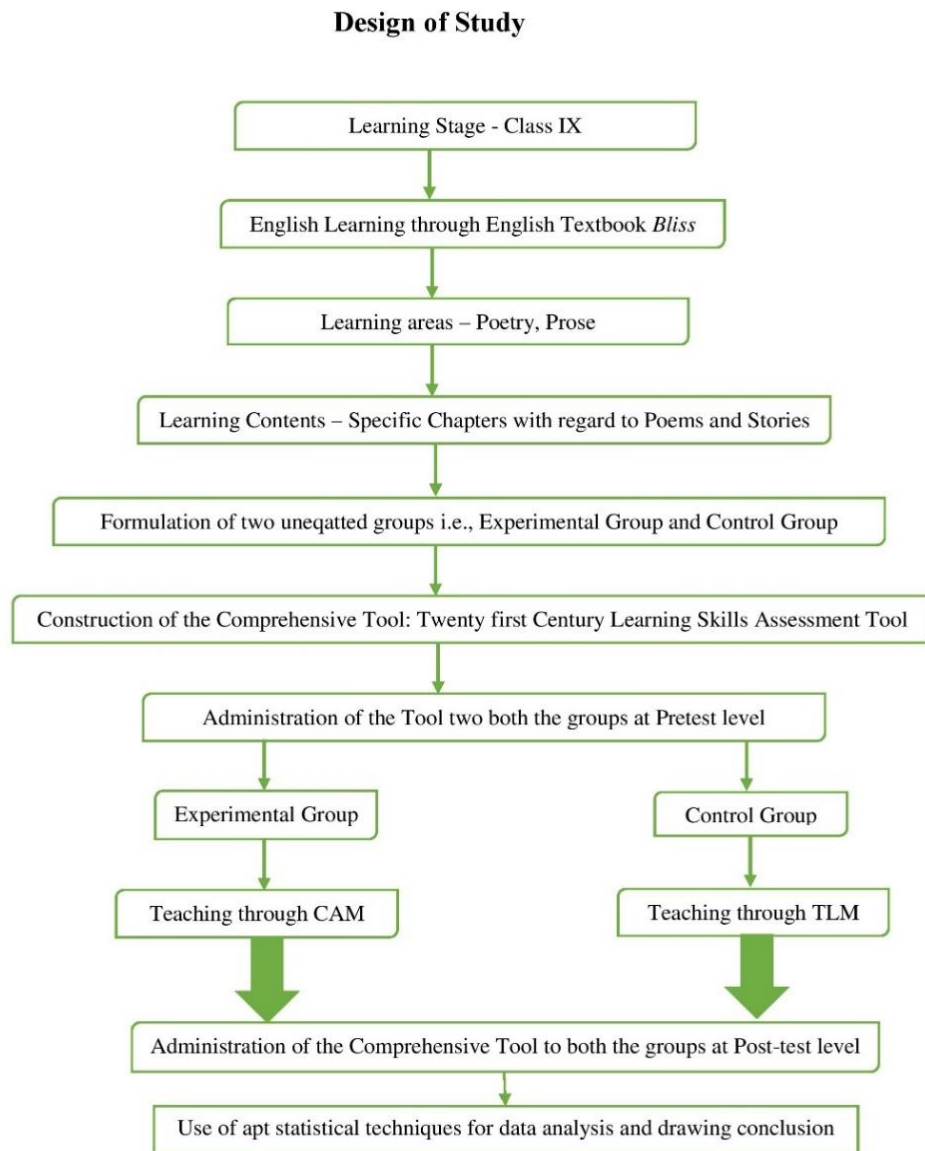 Design of Study
Learning Stage - Class IX
English Learning through English Textbook Bliss
Learning areas – Poetry, Prose
Learning Contents – Specific Chapters with regard to Poems and Stories
Formulation of two uneqatted groups i.e., Experimental Group and Control Group
Construction of the Comprehensive Tool: Twenty first Century Learning Skills Assessment Tool
Administration of the Tool two both the groups at Pretest level
Experimental Group
Control Group
Teaching through CAM
Teaching through TLM
Administration of the Comprehensive Tool to both the groups at Post-test level
Use of apt statistical techniques for data analysis and drawing conclusion